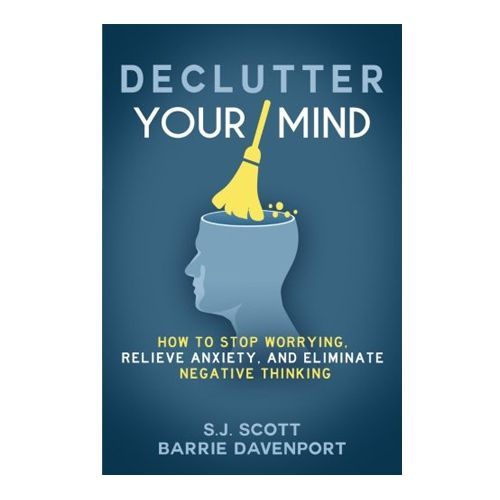 DECLUTTER
YOUR MIND
HOW TO STOP WORRYING,
RELIEVE ANXIETY, AND ELIMINATE
NEGATIVE THINKING
S.J. SCOTT
BARRIE DAVENPORT